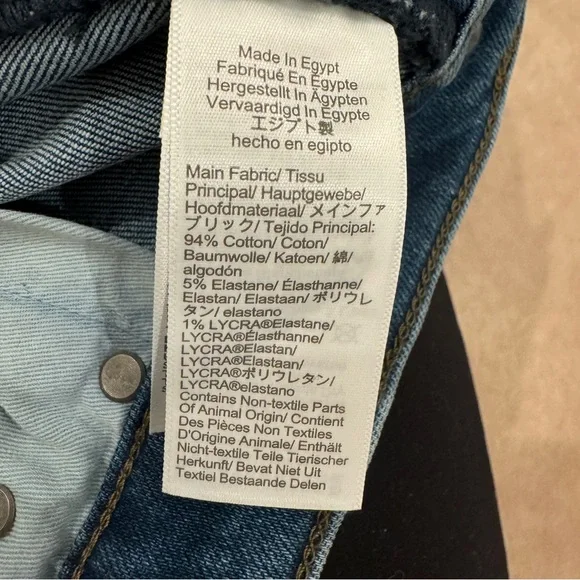 Made In Egypt
Fabriqué En Égypte
Hergestellt In Ägypten
Vervaardigd In Egypte
エジプト製
hecho en egipto
Main Fabric/ Tissu
Principal/ Hauptgewebe/
Hoofdmateriaal/ メインファ
ブリック/ Tejido Principal:
94% Cotton/ Coton/
Baumwolle/ Katoen/ 綿/
algodón
5% Elastane/ Élasthanne/
Elastan/ Elastaan/ ポリウレ
タン/ elastano
1% LYCRA®Elastane/
LYCRA®Élasthanne/
LYCRA®Elastan/
LYCRA®Elastaan/
LYCRA®ポリウレタン/
LYCRA®elastano
Contains Non-textile Parts
Of Animal Origin/ Contient
Des Pièces Non Textiles
D'Origine Animale/ Enthält
Nicht-textile Teile Tierischer
Herkunft/ Bevat Niet Uit
Textiel Bestaande Delen